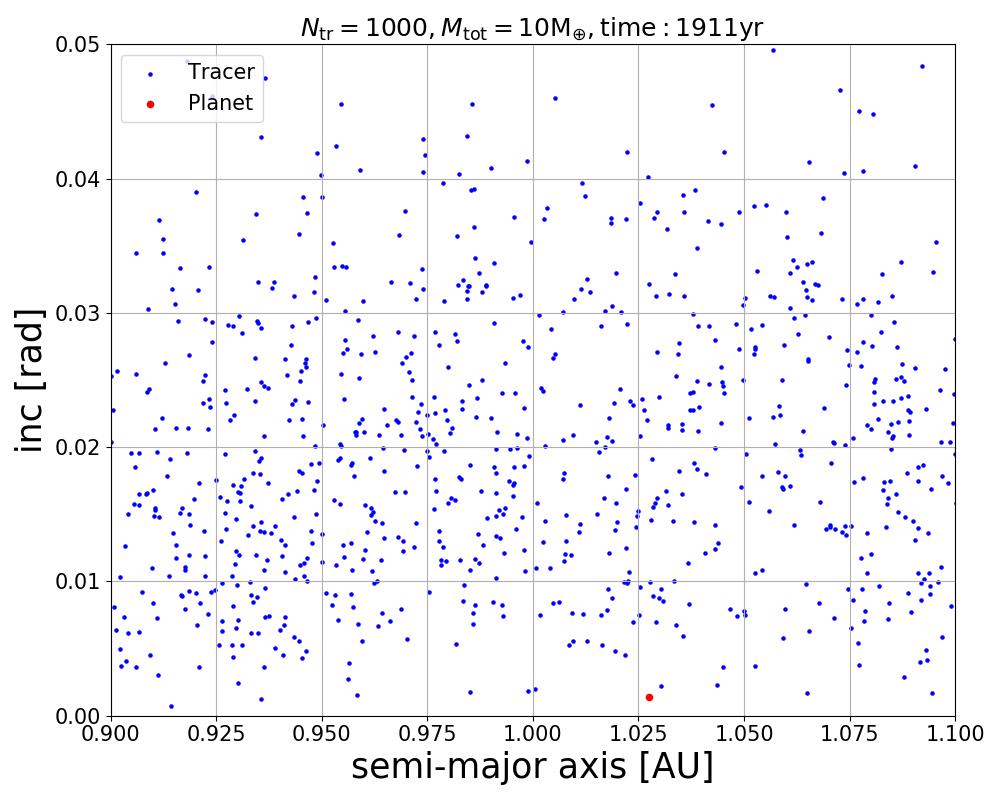 N_tr = 1000, M_tot = 10M_⊕, time : 1911yr
Tracer
Planet
0.05
0.04
0.03
0.02
0.01
0.00
inc [rad]
0.900 0.925 0.950 0.975 1.000 1.025 1.050 1.075 1.100
semi-major axis [AU]